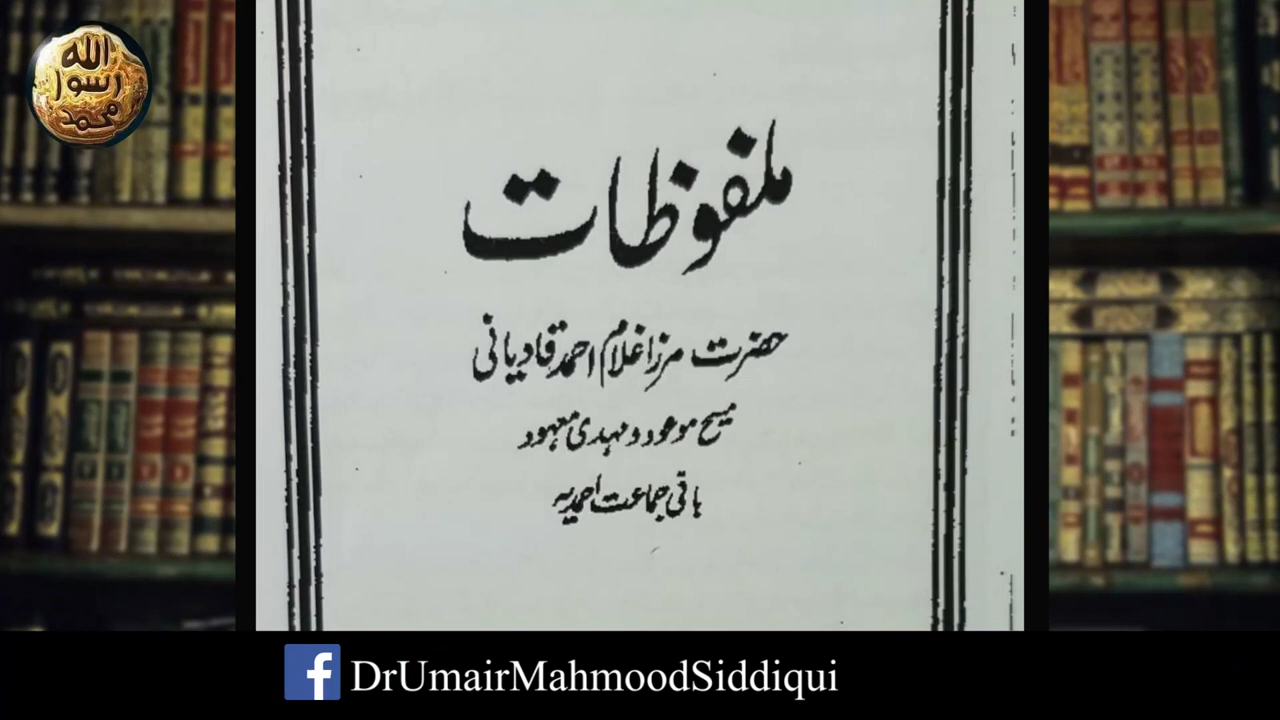 الله
رسول
محمد
ملفوظات
حضرت مرزا غلام احمد قادیانی
مسیح موعود و مہدی معہود
بانی جماعت احمدیہ
DrUmairMahmoodSiddiqui